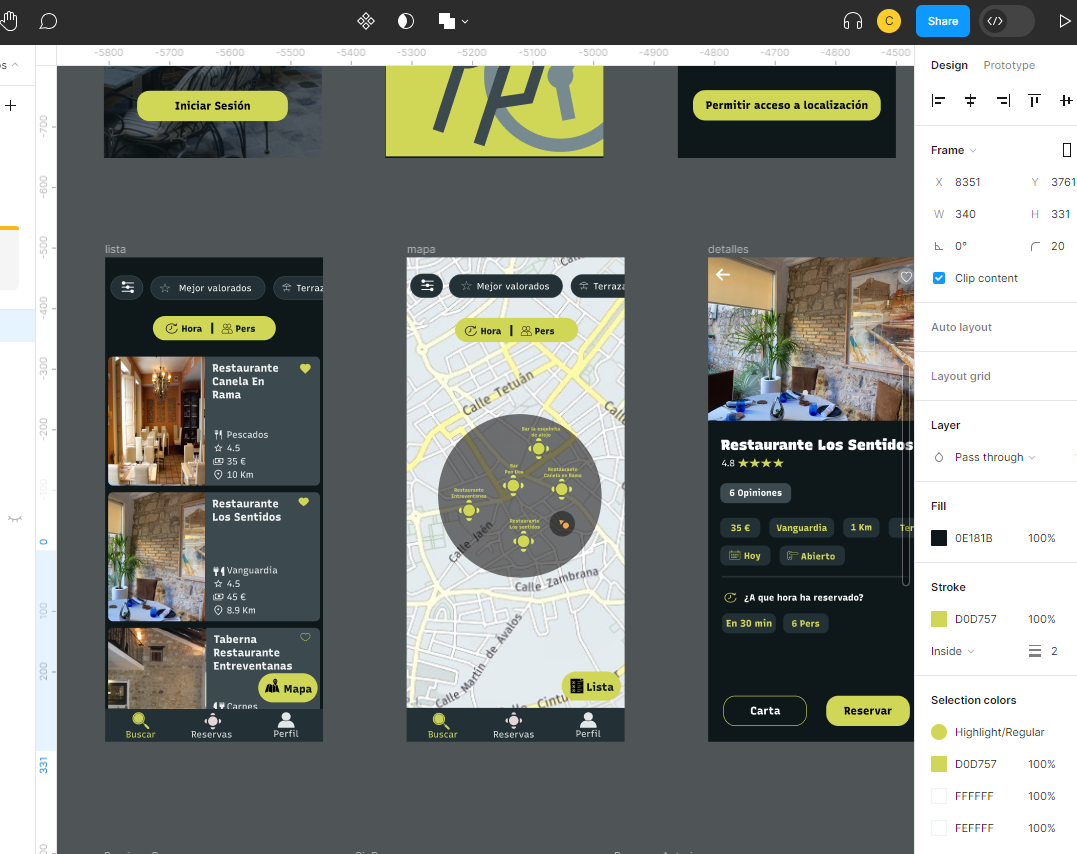 C
Share
</>
-5800
-5700
-5600
-5500
-5400
-5300
-5200
-5100
-5000
-4900
-4800
-4700
-4600
-4500
Design
Prototype
-700
-600
-500
-400
-300
-200
0
100
200
331
Iniciar Sesión
Permitir acceso a localización
lista
Mejor valorados
Terraz
Hora | Pers
Restaurante
Canela En
Rama
Pescados
4.5
35 €
10 Km
Restaurante
Los Sentidos
Vanguardia
4.5
45 €
8.9 Km
Taberna
Restaurante
Entreventanas
Carnes
Mapa
Buscar
Reservas
Perfil
mapa
Mejor valorados
Terraza
Hora | Pers
Calle Tetuán
Bar la esquinita
de alejo
Bar
Restaurante
Canela en Rama
Restaurante
Entreventanas
Restaurante
Los sentidos
Calle Jaén
Calle Zambrana
Calle Martín de Ávalos
Lista
Buscar
Reservas
Perfil
detalles
Restaurante Los Sentidos
4.8
6 Opiniones
35 €
Vanguardia
1 Km
Ter
Hoy
Abierto
¿A que hora ha reservado?
En 30 min
6 Pers
Carta
Reservar
Frame
X 8351
Y 3761
W 340
H 331
0°
20
Clip content
Auto layout
Layout grid
Layer
Pass through
Fill
0E181B 100%
Stroke
D0D757 100%
Inside
2
Selection colors
Highlight/Regular
D0D757 100%
FFFFFF 100%
FEFFFF 100%